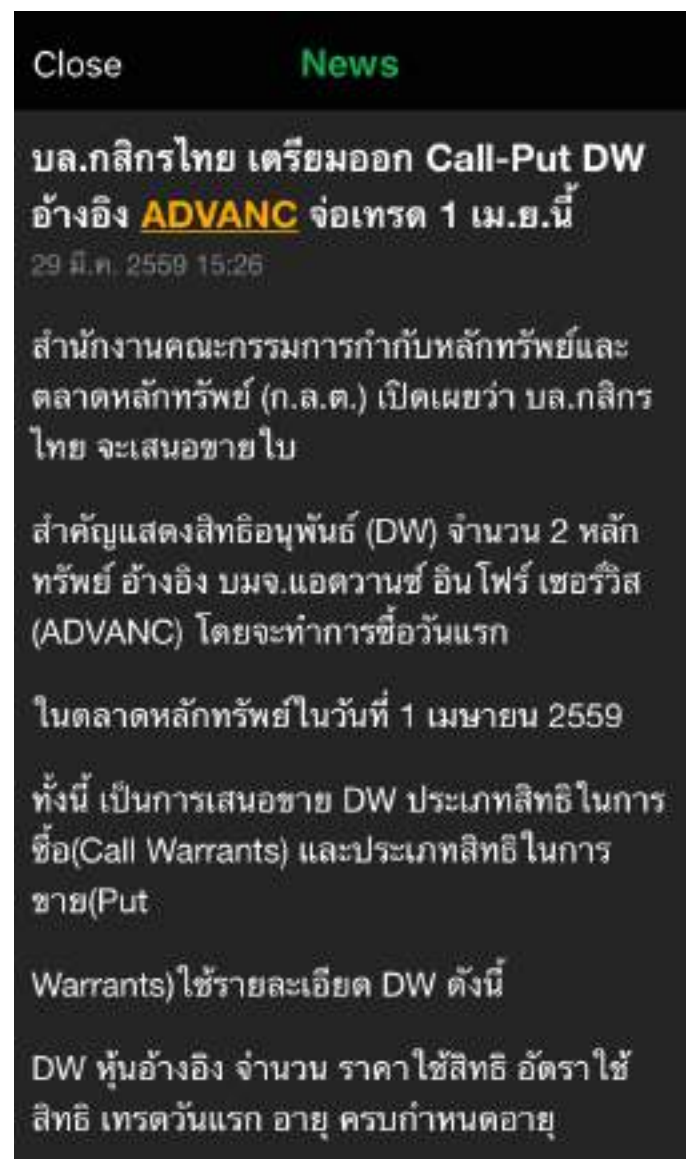 Close News
บล.กสิกรไทย เตรียมออก Call-Put DW
อ้างอิง ADVANC จ่อเทรด 1 เม.ย.นี้
29 มี.ค. 2559 15:26
สำนักงานคณะกรรมการกำกับหลักทรัพย์และ
ตลาดหลักทรัพย์ (ก.ล.ต.) เปิดเผยว่า บล.กสิกร
ไทย จะเสนอขายใบ
สำคัญแสดงสิทธิอนุพันธ์ (DW) จำนวน 2 หลัก
ทรัพย์ อ้างอิง บมจ.แอดวานซ์ อินโฟร์ เซอร์วิส
(ADVANC) โดยจะทำการซื้อวันแรก
ในตลาดหลักทรัพย์ในวันที่ 1 เมษายน 2559
ทั้งนี้ เป็นการเสนอขาย DW ประเภทสิทธิในการ
ซื้อ(Call Warrants) และประเภทสิทธิในการ
ขาย(Put
Warrants)ใช้รายละเอียด DW ดังนี้
DW หุ้นอ้างอิง จำนวน ราคาใช้สิทธิ อัตราใช้
สิทธิ เทรดวันแรก อายุ ครบกำหนดอายุ